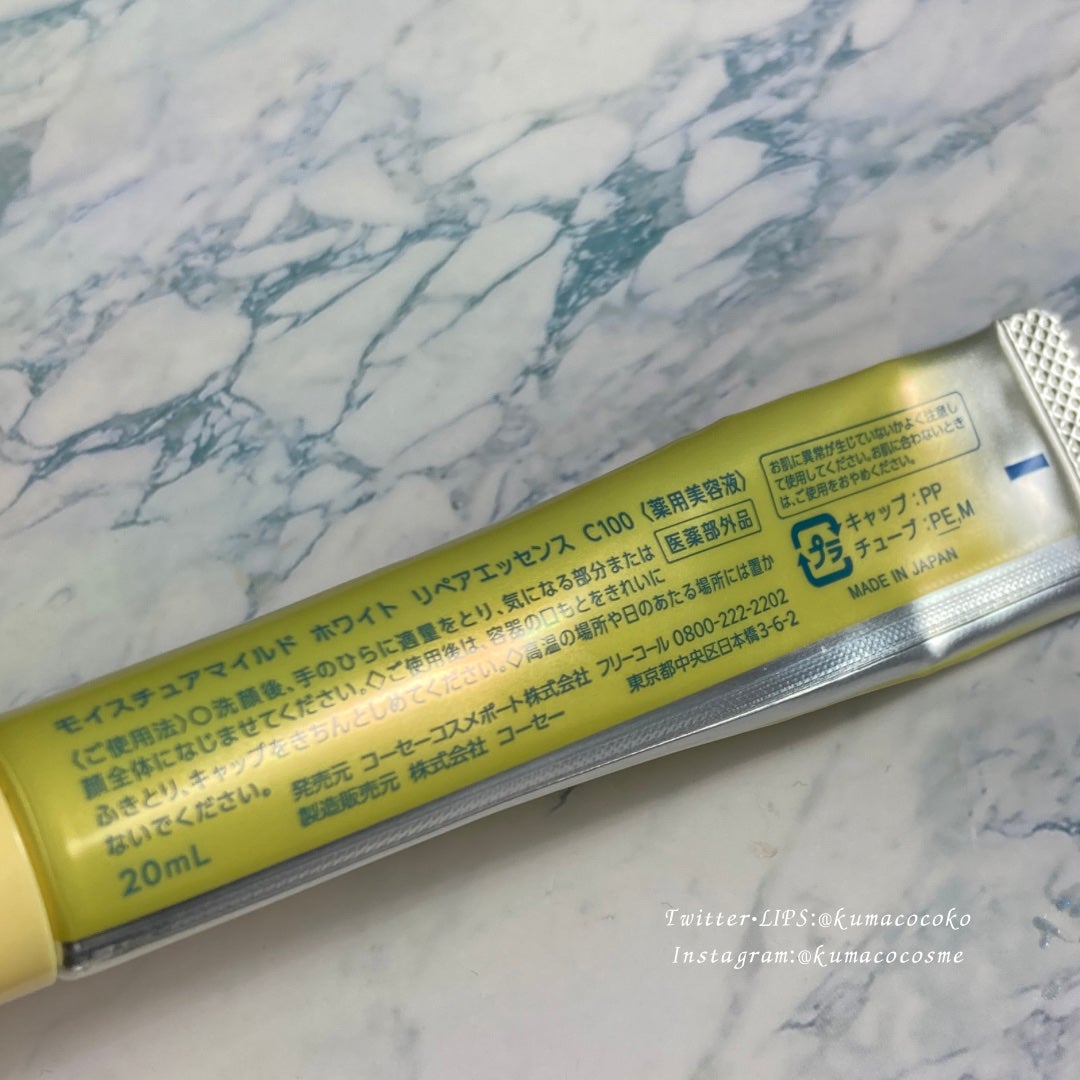 モイスチュアマイルド ホワイト リペアエッセンス C100 〈薬用美容液〉
〈ご使用法〉○洗顔後、手のひらに適量をとり、気になる部分または
医薬部外品
顔全体になじませてください。◇ご使用後は、容器の口もとをきれいに
ふきとり、キャップをきちんとしめてください。◇高温の場所や日のあたる場所には置か
ないでください。
発売元 コーセーコスメポート株式会社 フリーコール 0800-222-2202
製造販売元 株式会社 コーセー
東京都中央区日本橋3-6-2
20mL
お肌に異常が生じていないかよく注意し
て使用してください。お肌に合わないとき
は、ご使用をおやめください。
プラ
キャップ:PP
チューブ:PE,M
MADE IN JAPAN
Twitter・LIPS:@kumacocoko
Instagram:@kumacocosme